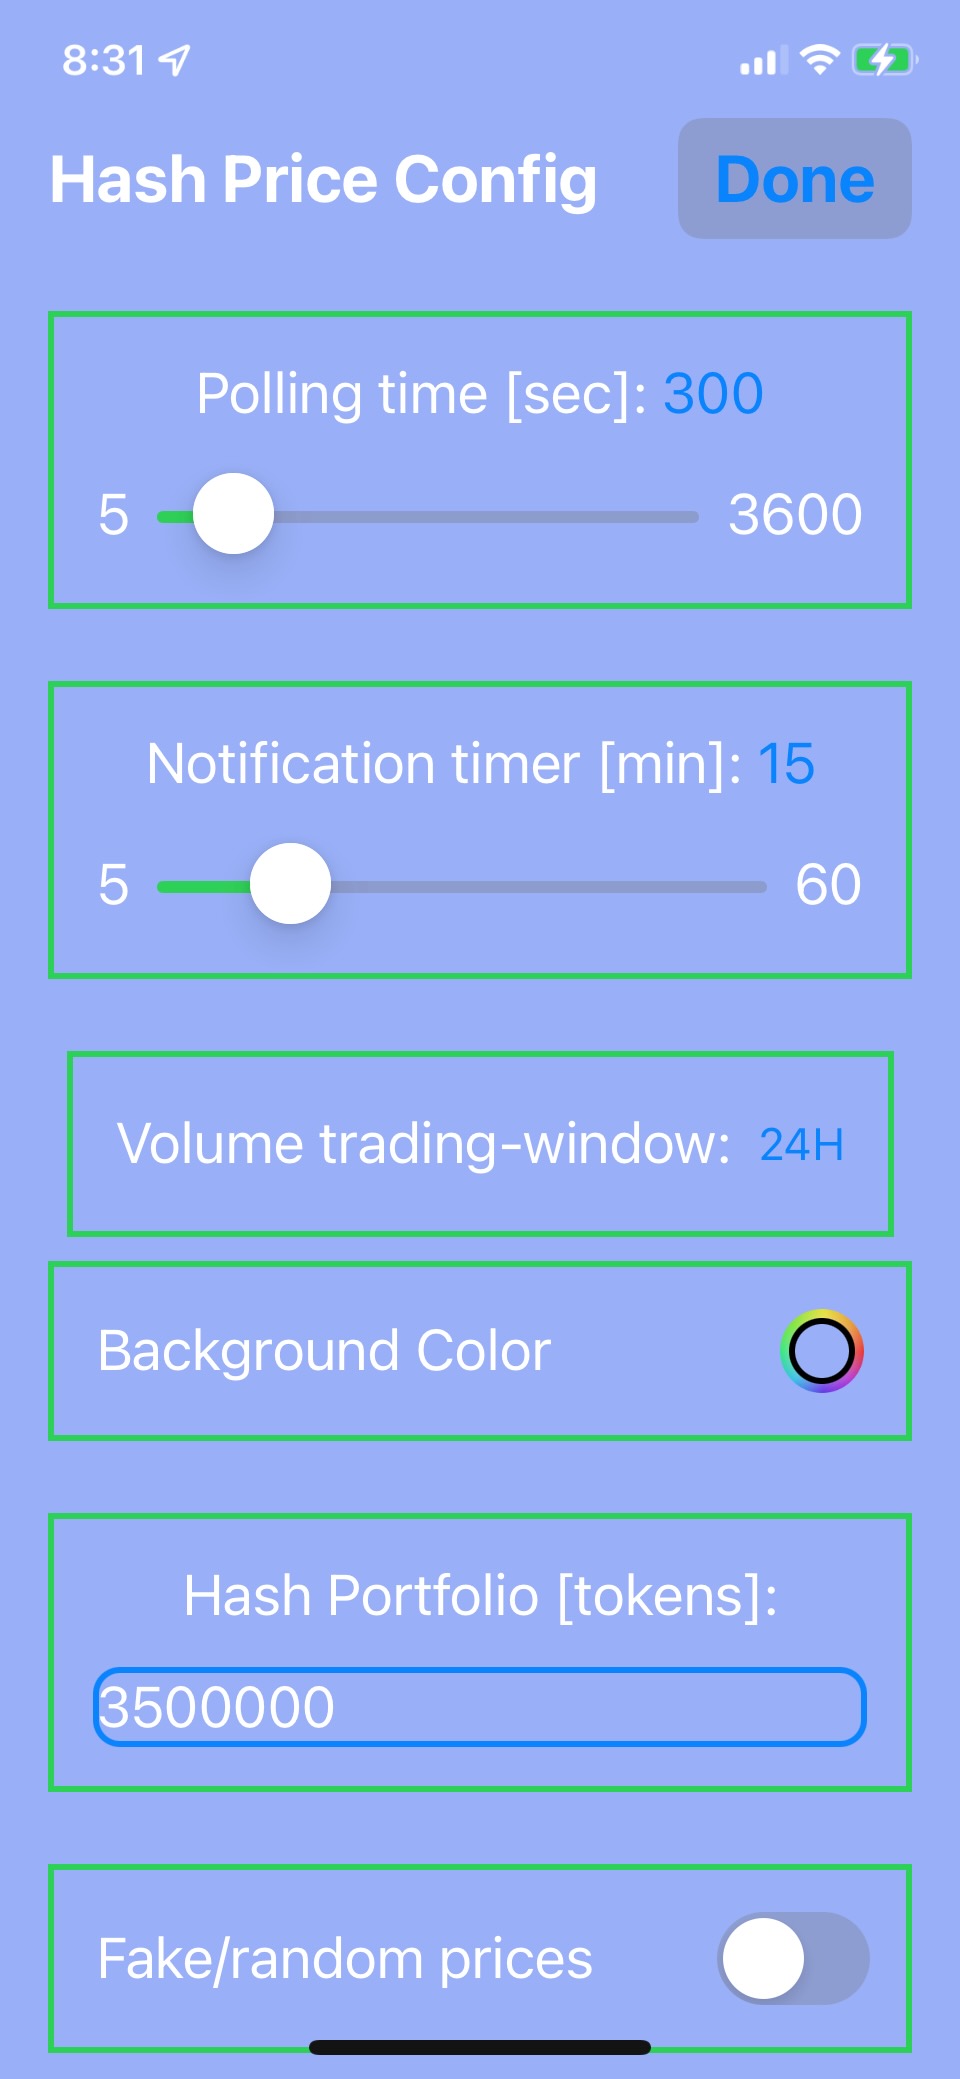 8:31
Hash Price Config
Done
Polling time [sec]: 300
5 3600
Notification timer [min]: 15
5 60
Volume trading-window: 24H
Background Color
Hash Portfolio [tokens]:
3500000
Fake/random prices